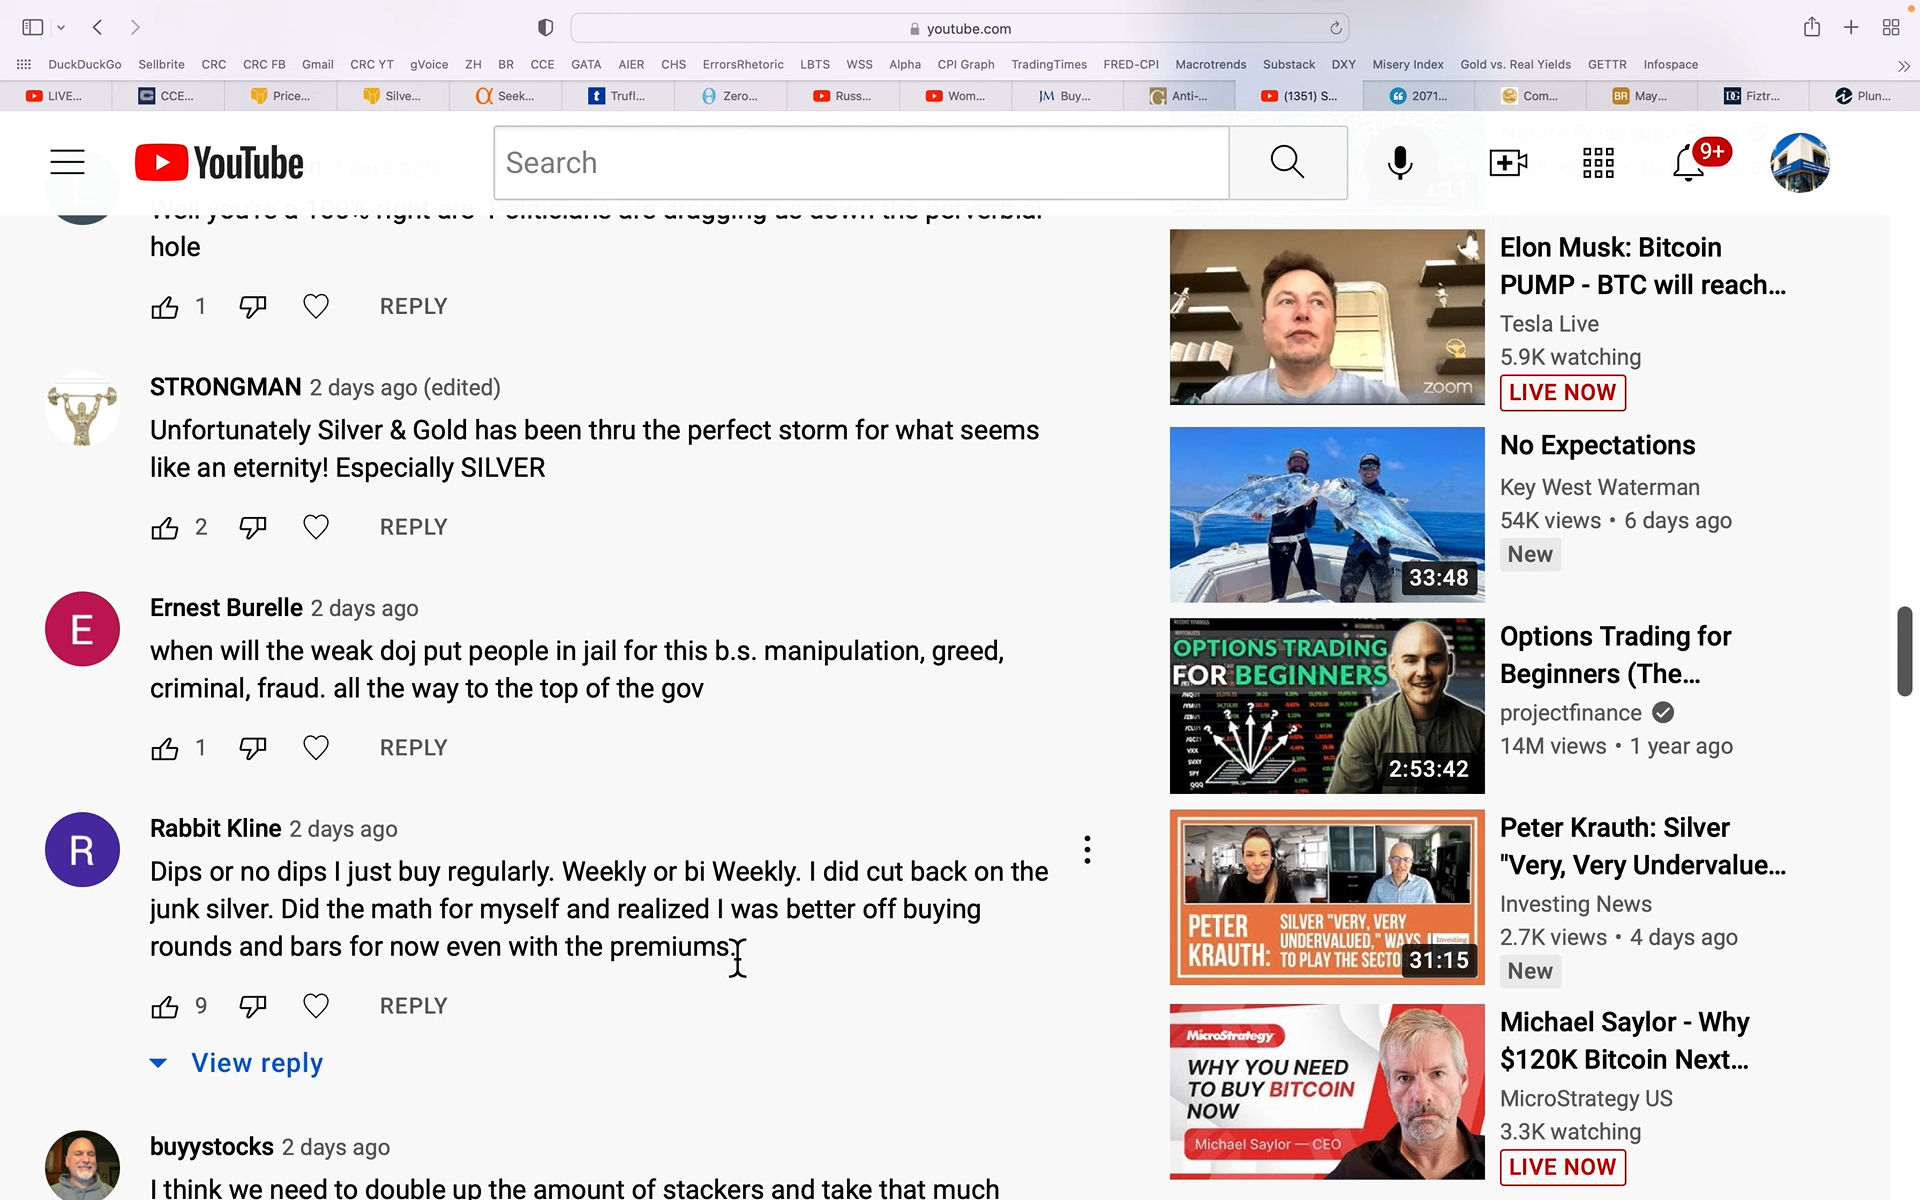 youtube.com
DuckDuckGo Sellbrite CRC CRC FB Gmail CRC YT gVoice ZH BR CCE GATA AIER CHS ErrorsRhetoric LBTS WSS Alpha CPI Graph TradingTimes FRED-CPI Macrotrends Substack DXY Misery Index Gold vs. Real Yields GETTR Infospace
LIVE... CCE... Price... Silve... Seek... Trufl... Zero... Russ... Wom... JM Buy... Anti-... (1351) S... 2071... Com... BR May... DG Fiztr... Plun...
YouTube
Search
9+
Well you're a 100% right are Politicians are dragging us down the perverbial
hole
1 REPLY
STRONGMAN 2 days ago (edited)
Unfortunately Silver & Gold has been thru the perfect storm for what seems
like an eternity! Especially SILVER
2 REPLY
E
Ernest Burelle 2 days ago
when will the weak doj put people in jail for this b.s. manipulation, greed,
criminal, fraud. all the way to the top of the gov
1 REPLY
R
Rabbit Kline 2 days ago
Dips or no dips I just buy regularly. Weekly or bi Weekly. I did cut back on the
junk silver. Did the math for myself and realized I was better off buying
rounds and bars for now even with the premiums.
9 REPLY
View reply
buyystocks 2 days ago
I think we need to double up the amount of stackers and take that much
zoom
Elon Musk: Bitcoin
PUMP - BTC will reach...
Tesla Live
5.9K watching
LIVE NOW
33:48
No Expectations
Key West Waterman
54K views • 6 days ago
New
OPTIONS TRADING
FOR BEGINNERS
2:53:42
Options Trading for
Beginners (The...
projectfinance
14M views • 1 year ago
PETER
KRAUTH:
SILVER "VERY, VERY
UNDERVALUED," WAYS
TO PLAY THE SECTO
Investing
31:15
Peter Krauth: Silver
"Very, Very Undervalue...
Investing News
2.7K views • 4 days ago
New
MicroStrategy
WHY YOU NEED
TO BUY BITCOIN
NOW
Michael Saylor — CEO
Michael Saylor - Why
$120K Bitcoin Next...
MicroStrategy US
3.3K watching
LIVE NOW